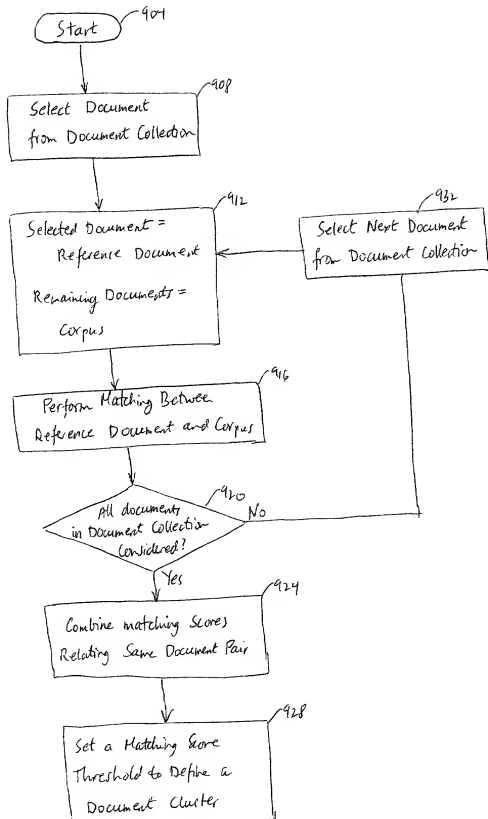 904
Start
908
Select Document
from Document Collection
912
Selected Document =
Reference Document
Remaining Documents =
Corpus
932
Select Next Document
from Document Collection
916
Perform Matching Between
Reference Document and Corpus
920
All documents
in Document Collection
Considered?
No
Yes
924
Combine matching Scores
Relating Same Document Pair
928
Set a Matching Score
Threshold to Define a
Document Cluster